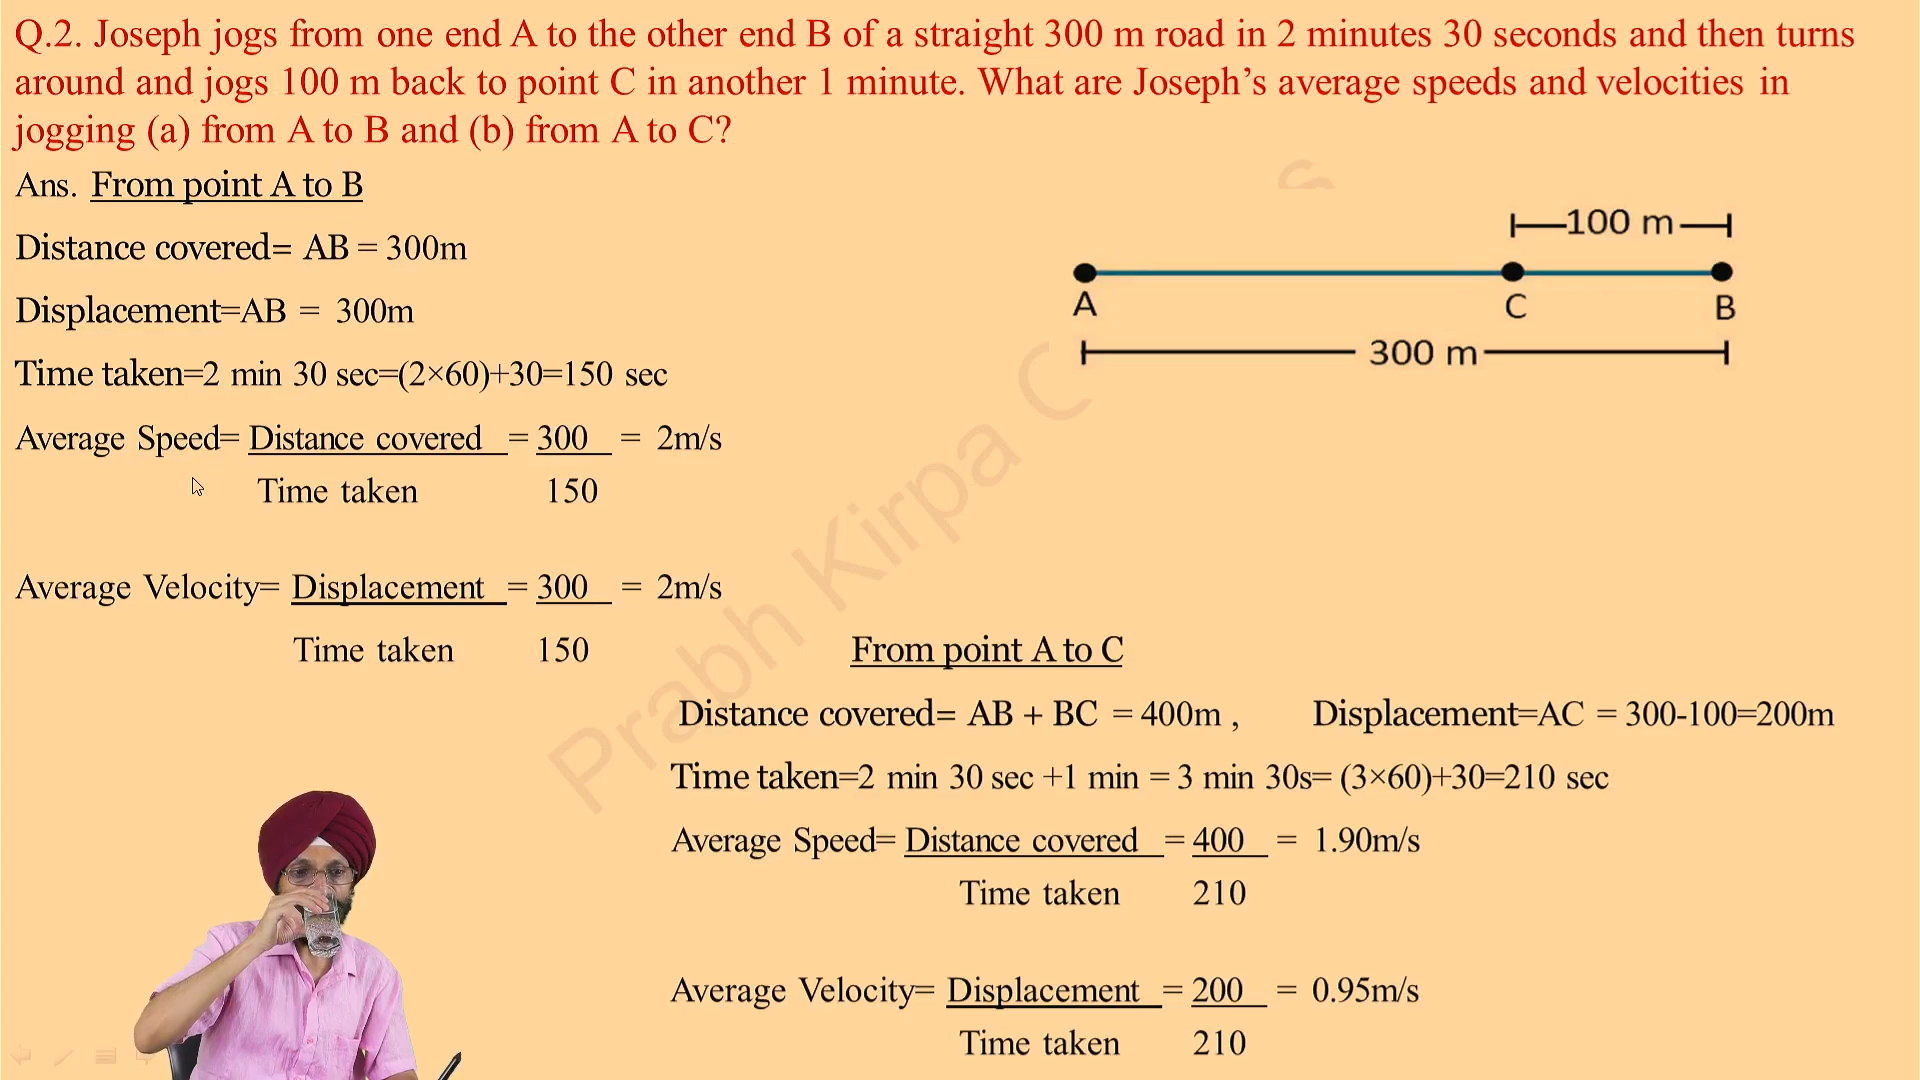 Q.2. Joseph jogs from one end A to the other end B of a straight 300 m road in 2 minutes 30 seconds and then turns
around and jogs 100 m back to point C in another 1 minute. What are Joseph’s average speeds and velocities in
jogging (a) from A to B and (b) from A to C?
Ans. From point A to B
Distance covered= AB = 300m
Displacement=AB = 300m
Time taken=2 min 30 sec=(2×60)+30=150 sec
Average Speed= Distance covered = 300 = 2m/s
Time taken 150
Average Velocity= Displacement = 300 = 2m/s
Time taken 150
100 m
A C B
300 m
From point A to C
Distance covered= AB + BC = 400m , Displacement=AC = 300-100=200m
Time taken=2 min 30 sec +1 min = 3 min 30s= (3×60)+30=210 sec
Average Speed= Distance covered = 400 = 1.90m/s
Time taken 210
Average Velocity= Displacement = 200 = 0.95m/s
Time taken 210
Prabh Kirpa C